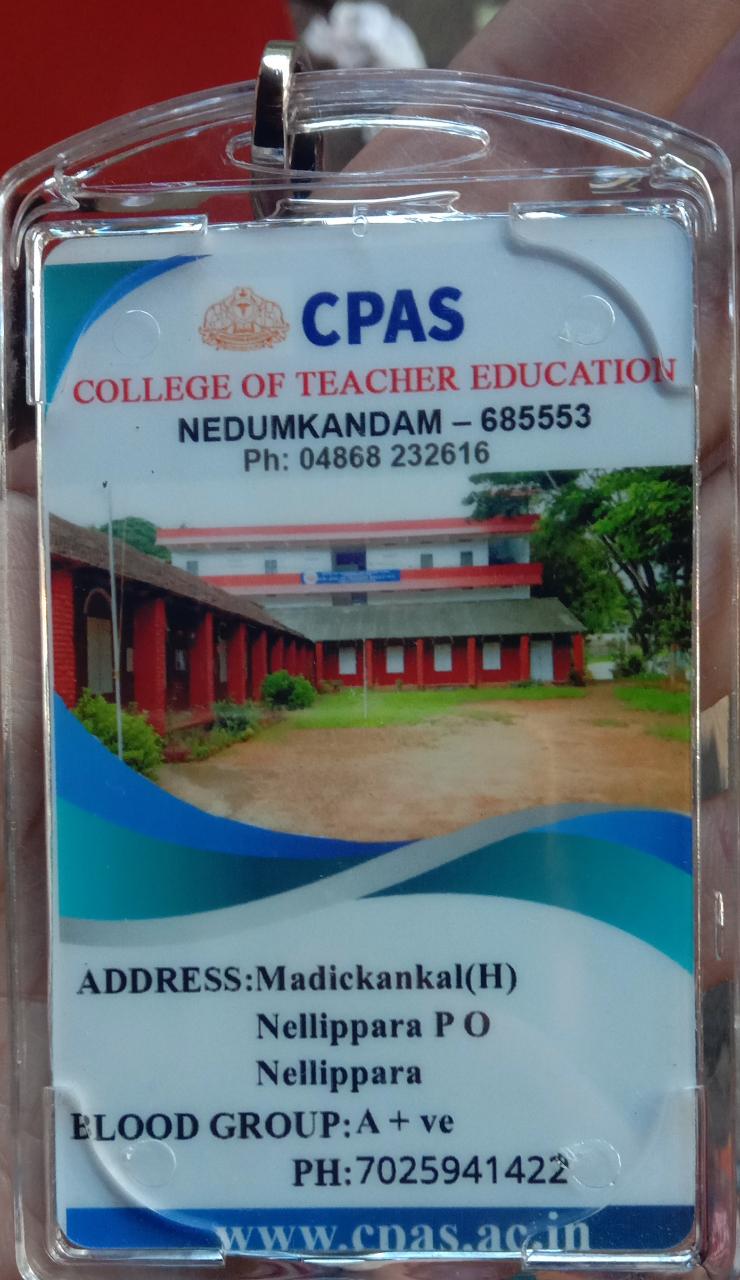 CPAS
COLLEGE OF TEACHER EDUCATION
NEDUMKANDAM – 685553
Ph: 04868 232616
ADDRESS:Madickankal(H)
Nellippara P O
Nellippara
BLOOD GROUP:A + ve
PH:7025941422
www.cpas.ac.in